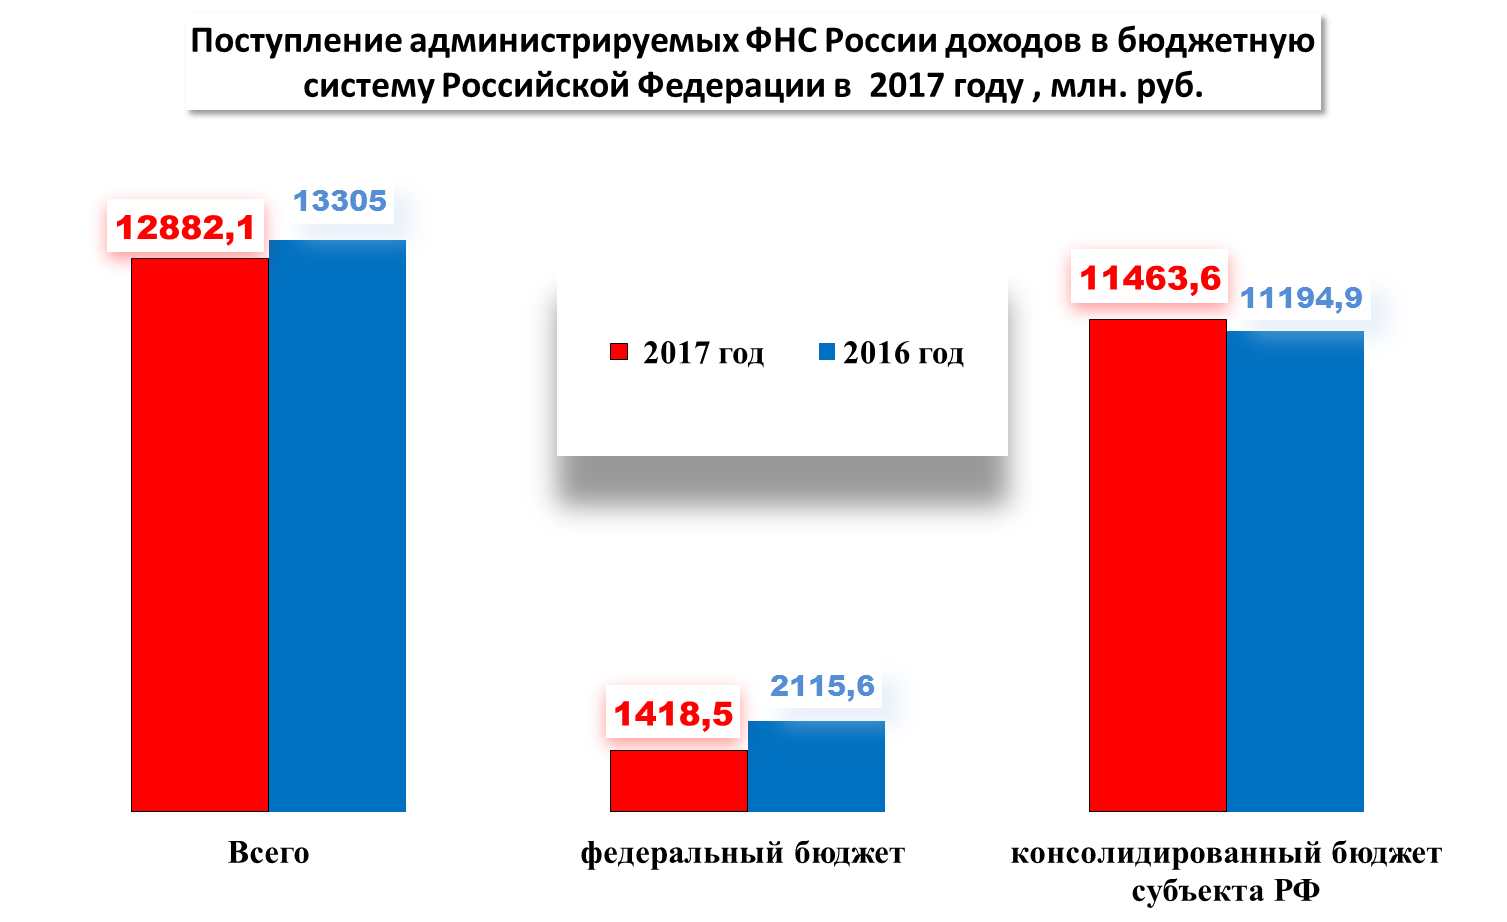 Поступление администрируемых ФНС России доходов в бюджетную
систему Российской Федерации в 2017 году , млн. руб.
12882,1
13305
11463,6
11194,9
2017 год
2016 год
1418,5
2115,6
Всего
федеральный бюджет
консолидированный бюджет
субъекта РФ